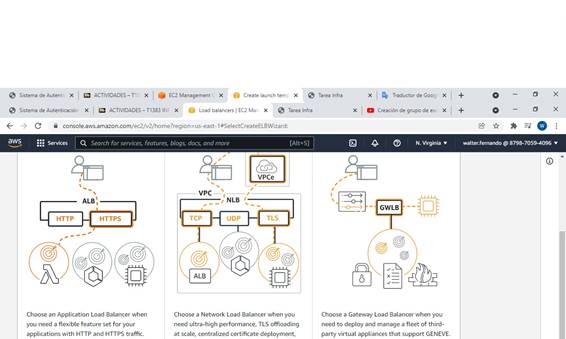 Sistema de Autenti
ACTIVIDADES - T13
EC2 Management
Create launch temp
Tarea Infra
Traductor de Goog
Sistema de Autenticación
ACTIVIDADES – T1383 INF
Load balancers | EC2 Man
Tarea Infra
Creación de grupo de esc
console.aws.amazon.com/ec2/v2/home?region=us-east-1#SelectCreateELBWizard:
aws
Services
Search for services, features, blogs, docs, and more
[Alt+S]
N. Virginia
walter.fernando @ 8798-7059-4096
ALB
HTTP
HTTPS
VPCe
VPC
NLB
TCP
UDP
TLS
ALB
GWLB
Choose an Application Load Balancer when
you need a flexible feature set for your
applications with HTTP and HTTPS traffic.
Choose a Network Load Balancer when you
need ultra-high performance, TLS offloading
at scale, centralized certificate deployment,
Choose a Gateway Load Balancer when you
need to deploy and manage a fleet of third-
party virtual appliances that support GENEVE.